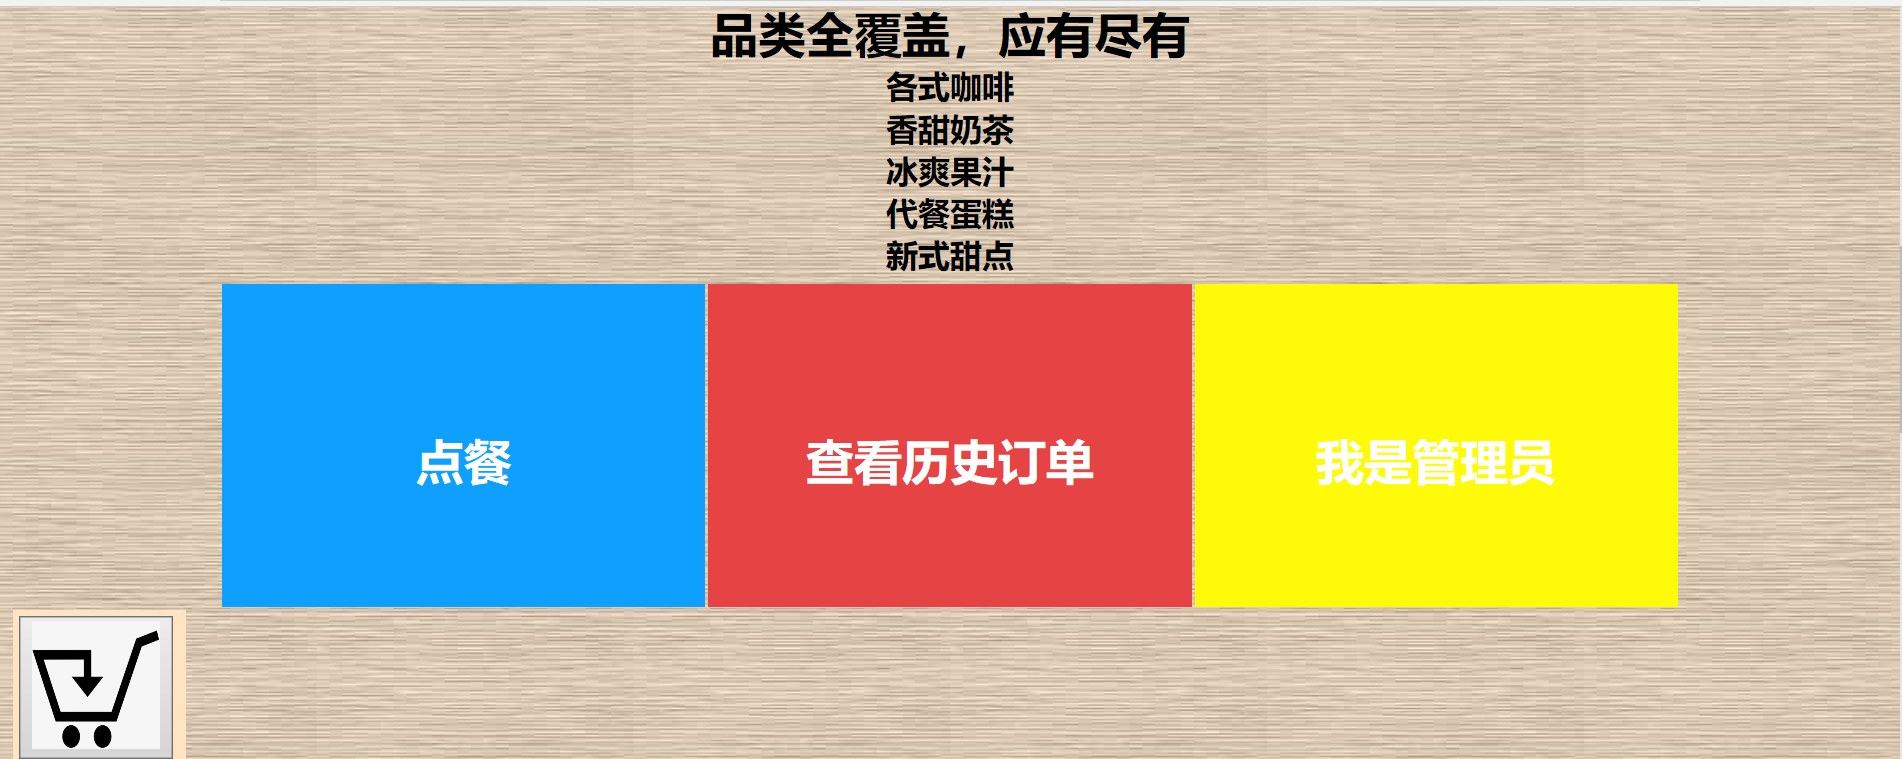 品类全覆盖，应有尽有
各式咖啡
香甜奶茶
冰爽果汁
代餐蛋糕
新式甜点
点餐
查看历史订单
我是管理员